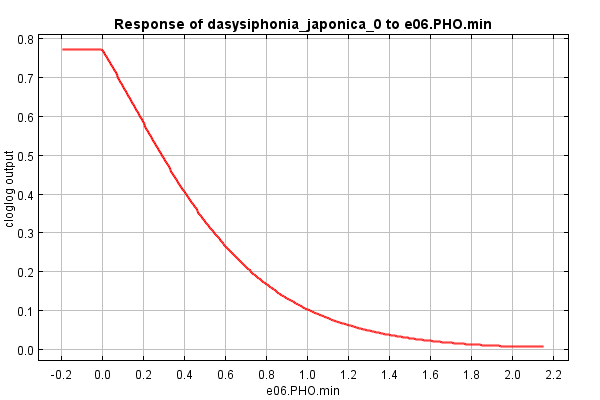 Response of dasysiphonia_japonica_0 to e06.PHO.min
0.8
0.7
0.6
0.5
0.4
0.3
0.2
0.1
0.0
cloglog output
-0.2 0.0 0.2 0.4 0.6 0.8 1.0 1.2 1.4 1.6 1.8 2.0 2.2
e06.PHO.min